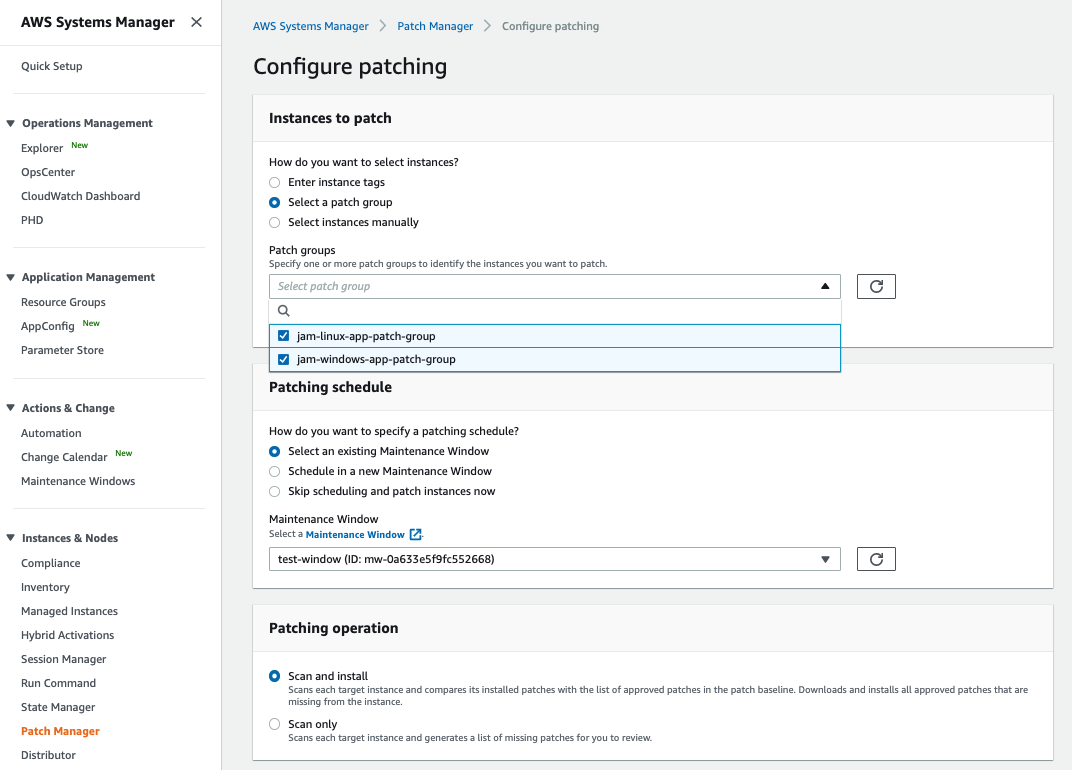 AWS Systems Manager
Quick Setup
Operations Management
Explorer New
OpsCenter
CloudWatch Dashboard
PHD
Application Management
Resource Groups
AppConfig New
Parameter Store
Actions & Change
Automation
Change Calendar New
Maintenance Windows
Instances & Nodes
Compliance
Inventory
Managed Instances
Hybrid Activations
Session Manager
Run Command
State Manager
Patch Manager
Distributor
AWS Systems Manager > Patch Manager > Configure patching
Configure patching
Instances to patch
How do you want to select instances?
Enter instance tags
Select a patch group
Select instances manually
Patch groups
Specify one or more patch groups to identify the instances you want to patch.
Select patch group
jam-linux-app-patch-group
jam-windows-app-patch-group
Patching schedule
How do you want to specify a patching schedule?
Select an existing Maintenance Window
Schedule in a new Maintenance Window
Skip scheduling and patch instances now
Maintenance Window
Select a Maintenance Window.
test-window (ID: mw-0a633e5f9fc552668)
Patching operation
Scan and install
Scans each target instance and compares its installed patches with the list of approved patches in the patch baseline. Downloads and installs all approved patches that are
missing from the instance.
Scan only
Scans each target instance and generates a list of missing patches for you to review.